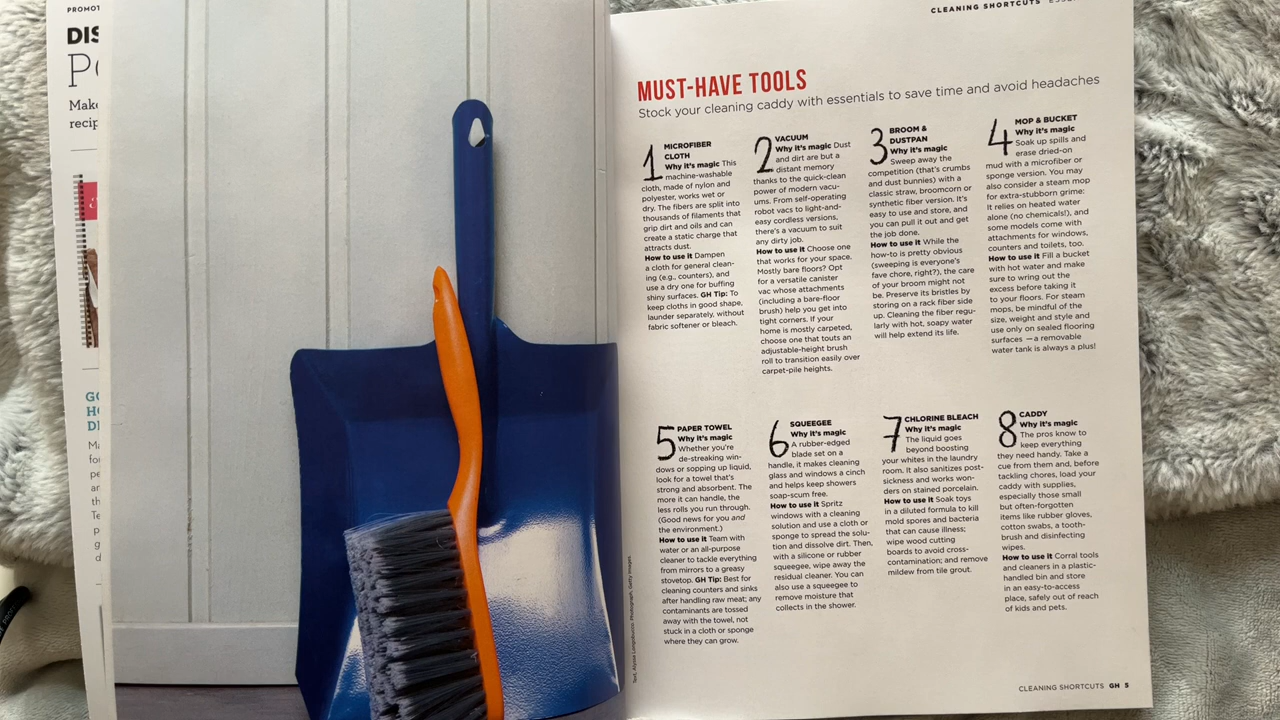 PROMOT
DIS
Make
recip
GO
HO
DI
Ma
for
pe
an
th
Te
p
g
d
CLEANING SHORTCUTS
MUST-HAVE TOOLS
Stock your cleaning caddy with essentials to save time and avoid headaches
1 MICROFIBER
CLOTH
Why it's magic This
machine-washable
cloth, made of nylon and
polyester, works wet or
dry. The fibers are split into
thousands of filaments that
grip dirt and oils and can
create a static charge that
attracts dust.
How to use it Dampen
a cloth for general clean-
ing (e.g., counters), and
use a dry one for buffing
shiny surfaces. GH Tip: To
keep cloths in good shape,
launder separately, without
fabric softener or bleach.
2 VACUUM
Why it's magic Dust
and dirt are but a
distant memory
thanks to the quick-clean
power of modern vacu-
ums. From self-operating
robot vacs to light-and-
easy cordless versions,
there's a vacuum to suit
any dirty job.
How to use it Choose one
that works for your space.
Mostly bare floors? Opt
for a versatile canister
vac whose attachments
(including a bare-floor
brush) help you get into
tight corners. If your
home is mostly carpeted,
choose one that touts an
adjustable-height brush
roll to transition easily over
carpet-pile heights.
3 BROOM &
DUSTPAN
Why it's magic
Sweep away the
competition (that's crumbs
and dust bunnies) with a
classic straw, broomcorn or
synthetic fiber version. It's
easy to use and store, and
you can pull it out and get
the job done.
How to use it While the
how-to is pretty obvious
(sweeping is everyone's
fave chore, right?), the care
of your broom might not
be. Preserve its bristles by
storing on a rack fiber side
up. Cleaning the fiber regu-
larly with hot, soapy water
will help extend its life.
4 MOP & BUCKET
Why it's magic
Soak up spills and
erase dried-on
mud with a microfiber or
sponge version. You may
also consider a steam mop
for extra-stubborn grime:
It relies on heated water
alone (no chemicals!), and
some models come with
attachments for windows,
counters and toilets, too.
How to use it Fill a bucket
with hot water and make
sure to wring out the
excess before taking it
to your floors. For steam
mops, be mindful of the
size, weight and style and
use only on sealed flooring
surfaces — a removable
water tank is always a plus!
5 PAPER TOWEL
Why it's magic
Whether you're
de-streaking win-
dows or sopping up liquid,
look for a towel that's
strong and absorbent. The
more it can handle, the
less rolls you run through.
(Good news for you and
the environment.)
How to use it Team with
water or an all-purpose
cleaner to tackle everything
from mirrors to a greasy
stovetop. GH Tip: Best for
cleaning counters and sinks
after handling raw meat; any
contaminants are tossed
away with the towel, not
stuck in a cloth or sponge
where they can grow.
6 SQUEEGEE
Why it's magic
A rubber-edged
blade set on a
handle, it makes cleaning
glass and windows a cinch
and helps keep showers
soap-scum free.
How to use it Spritz
windows with a cleaning
solution and use a cloth or
sponge to spread the solu-
tion and dissolve dirt. Then,
with a silicone or rubber
squeegee, wipe away the
residual cleaner. You can
also use a squeegee to
remove moisture that
collects in the shower.
7 CHLORINE BLEACH
Why it's magic
The liquid goes
beyond boosting
your whites in the laundry
room. It also sanitizes post-
sickness and works won-
ders on stained porcelain.
How to use it Soak toys
in a diluted formula to kill
mold spores and bacteria
that can cause illness;
wipe wood cutting
boards to avoid cross-
contamination; and remove
mildew from tile grout.
8 CADDY
Why it's magic
The pros know to
keep everything
they need handy. Take a
cue from them and, before
tackling chores, load your
caddy with supplies,
especially those small
but often-forgotten
items like rubber gloves,
cotton swabs, a tooth-
brush and disinfecting
wipes.
How to use it Corral tools
and cleaners in a plastic-
handled bin and store
in an easy-to-access
place, safely out of reach
of kids and pets.
CLEANING SHORTCUTS GH 5